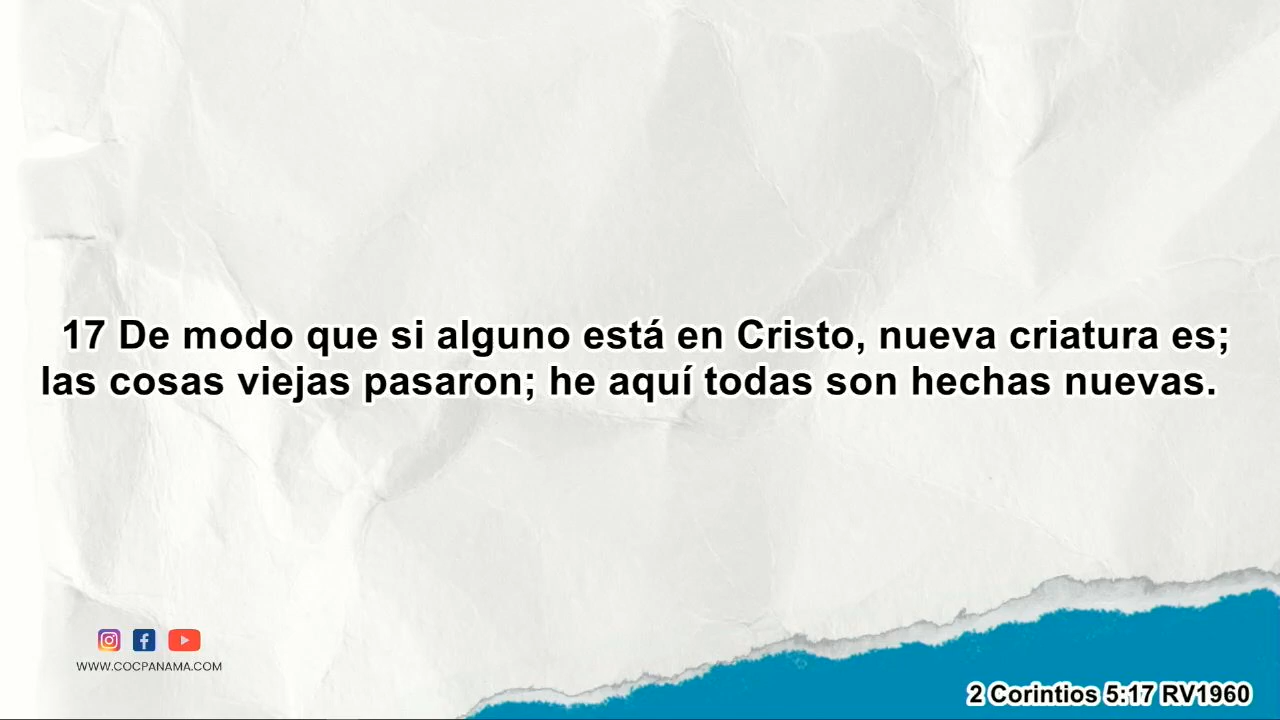 17 De modo que si alguno está en Cristo, nueva criatura es;
las cosas viejas pasaron; he aquí todas son hechas nuevas.
WWW.COCPANAMA.COM
2 Corintios 5:17 RV1960